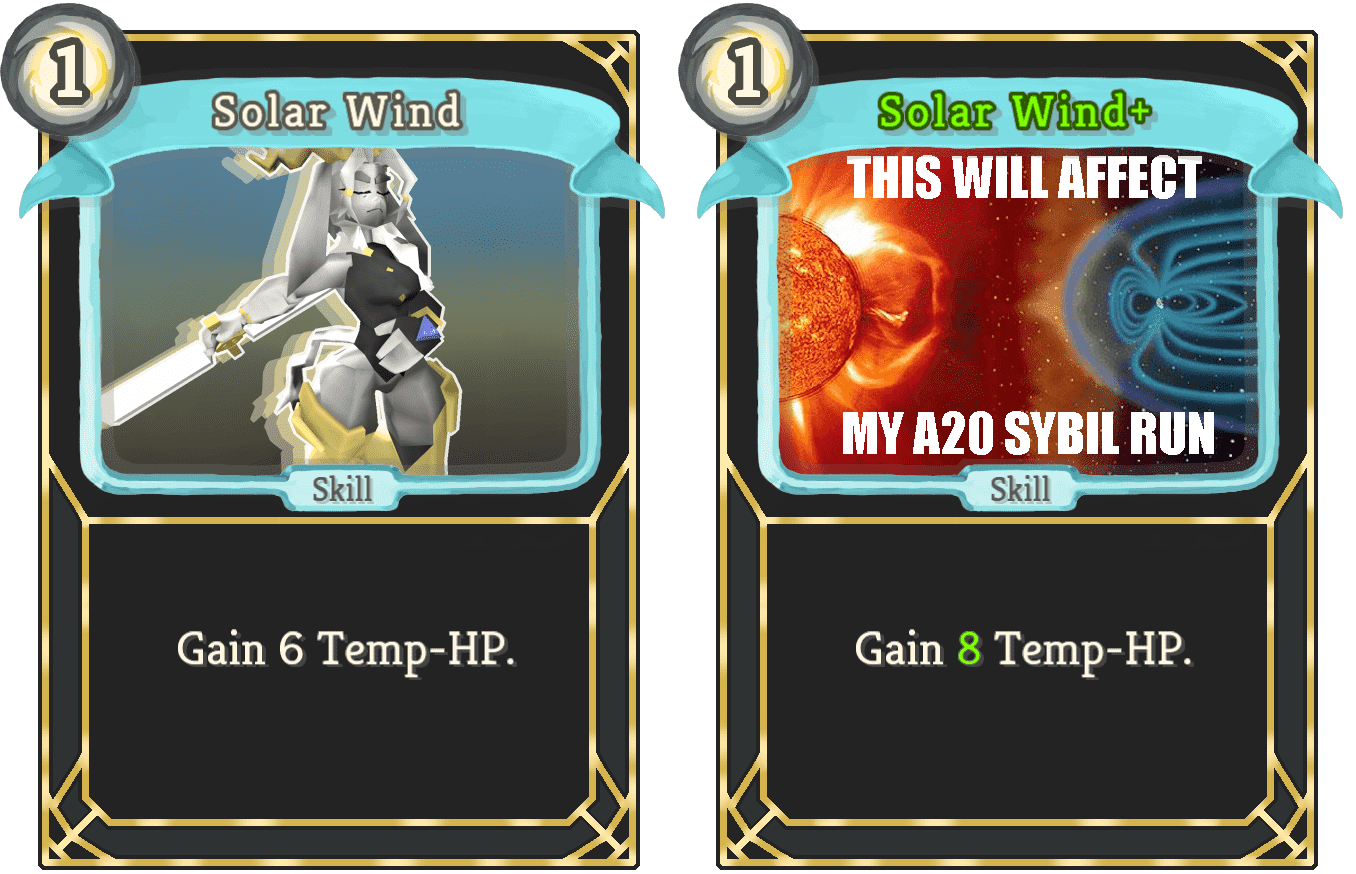 1
Solar Wind
Skill
Gain 6 Temp-HP.
1
Solar Wind+
THIS WILL AFFECT
MY A20 SYBIL RUN
Skill
Gain 8 Temp-HP.